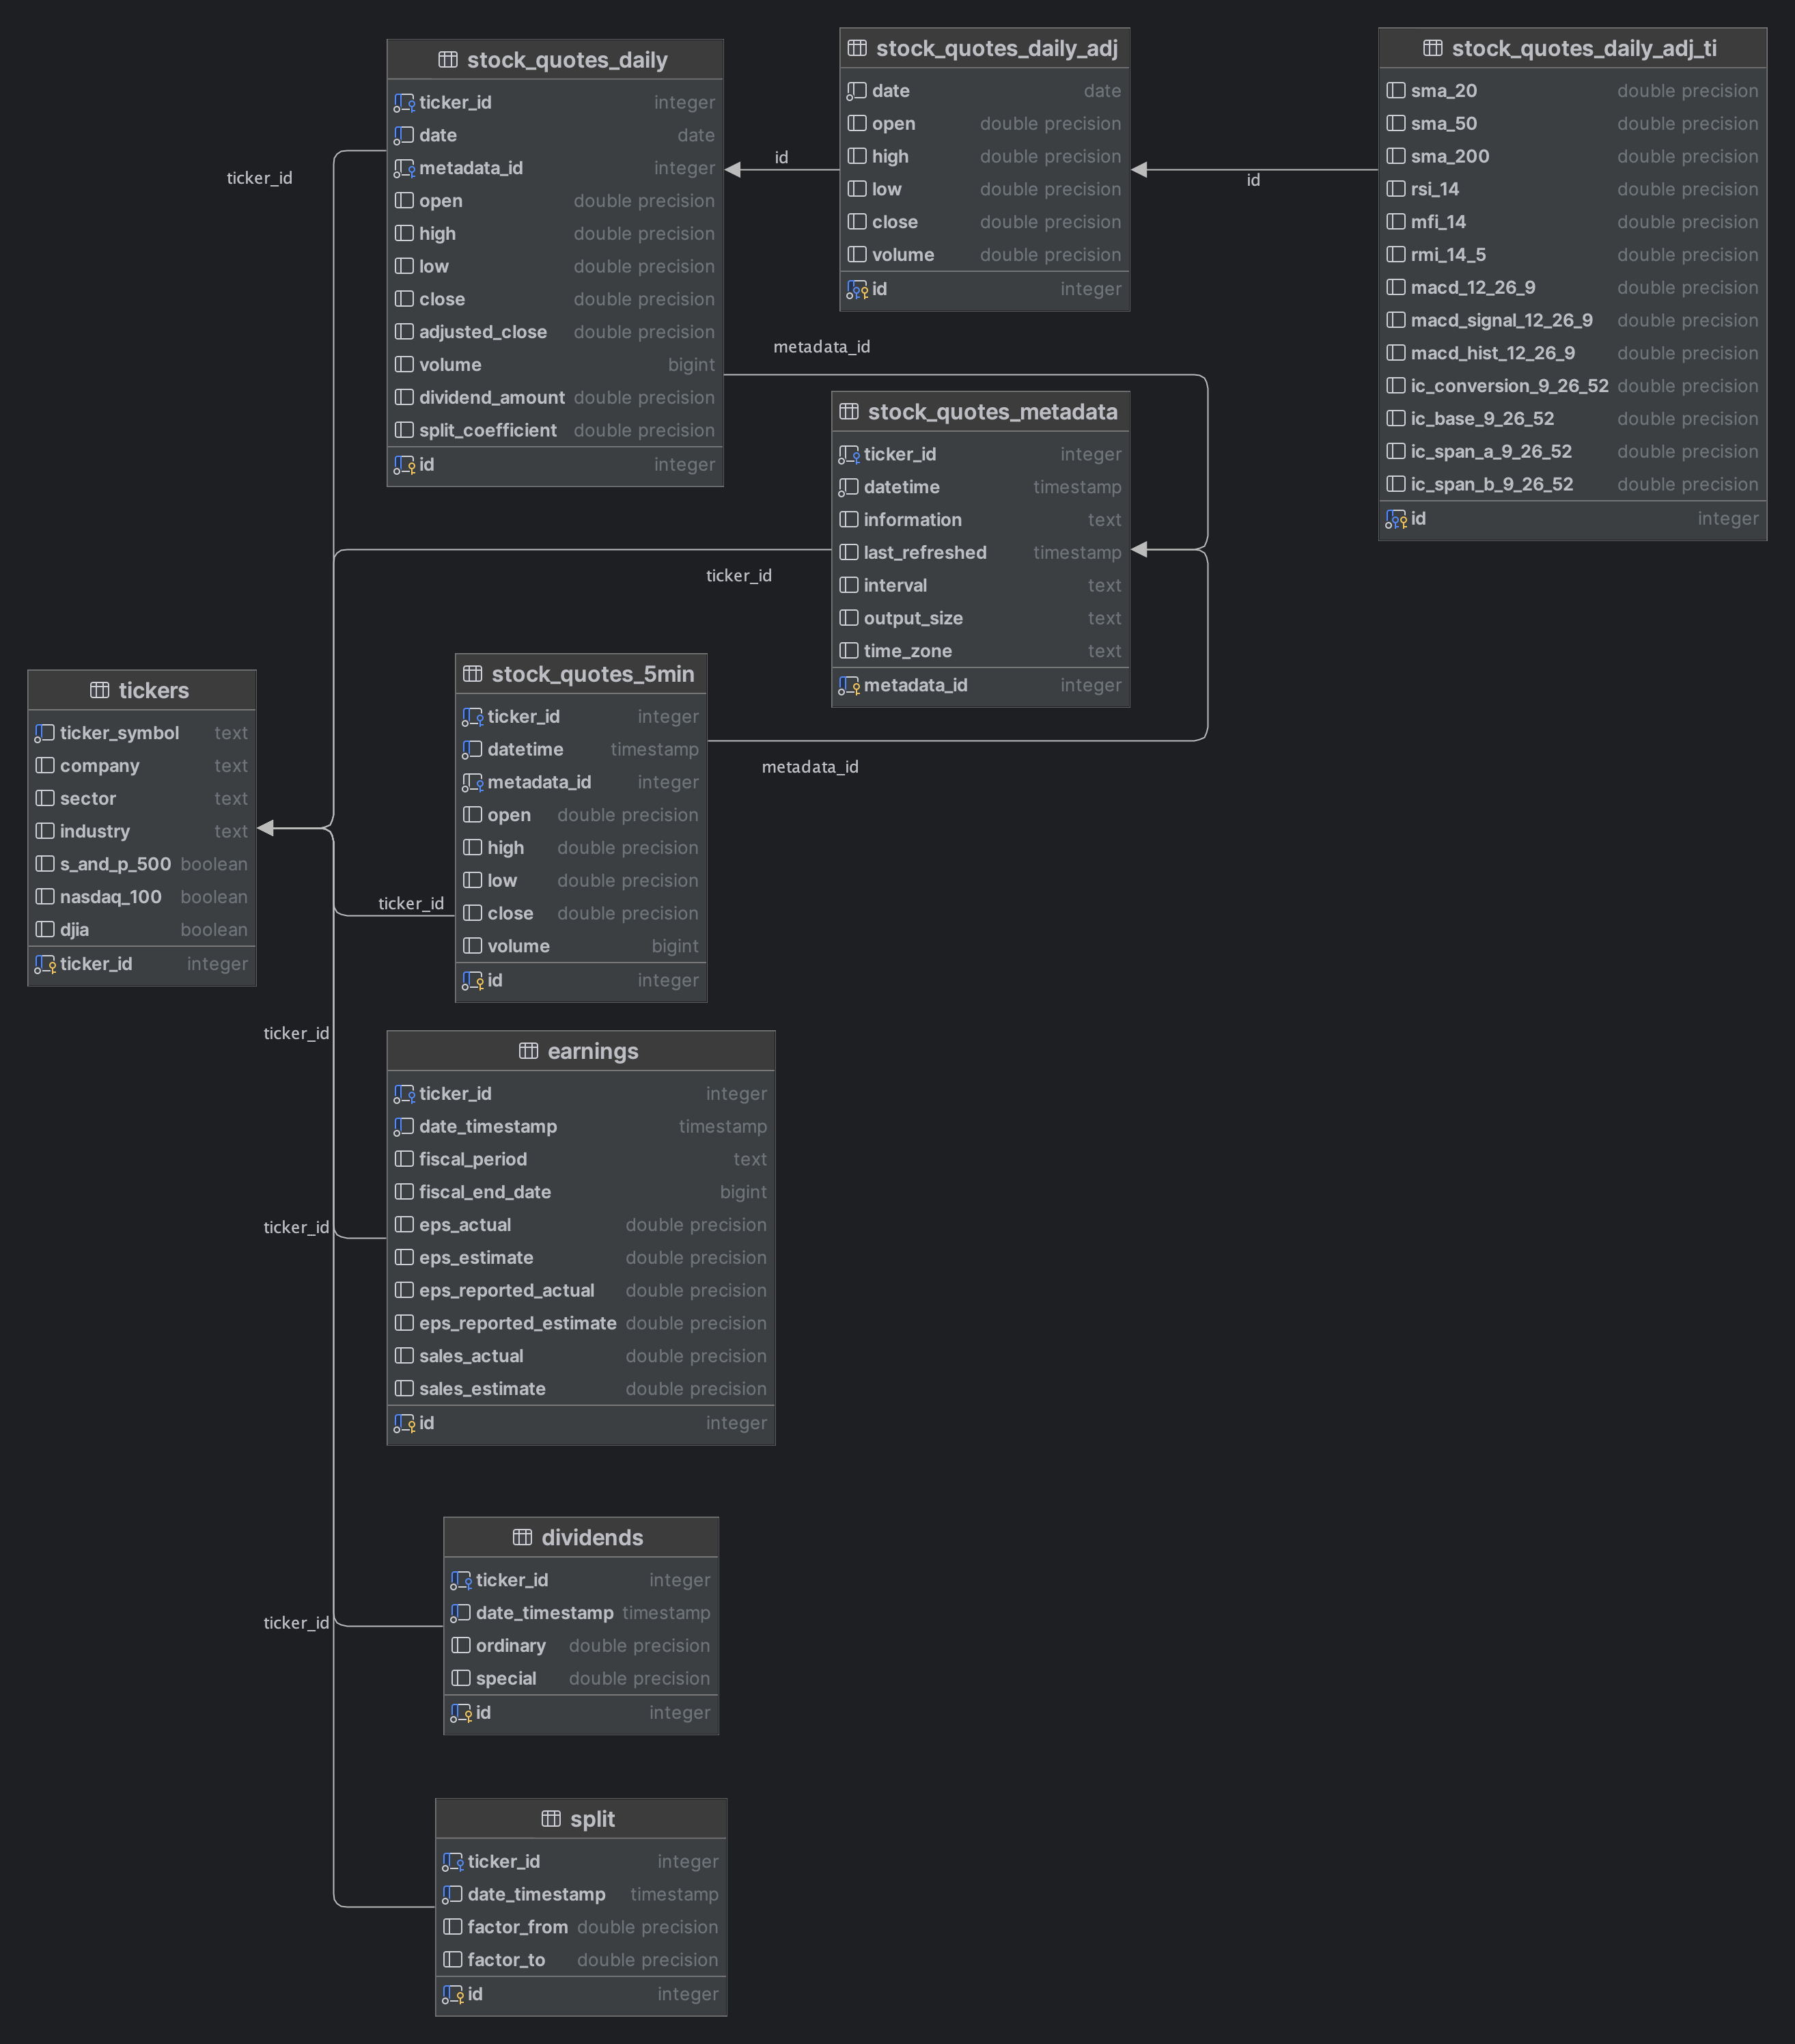 stock_quotes_daily
ticker_id integer
date date
metadata_id integer
open double precision
high double precision
low double precision
close double precision
adjusted_close double precision
volume bigint
dividend_amount double precision
split_coefficient double precision
id integer
stock_quotes_daily_adj
date date
open double precision
high double precision
low double precision
close double precision
volume double precision
id integer
stock_quotes_daily_adj_ti
sma_20 double precision
sma_50 double precision
sma_200 double precision
rsi_14 double precision
mfi_14 double precision
rmi_14_5 double precision
macd_12_26_9 double precision
macd_signal_12_26_9 double precision
macd_hist_12_26_9 double precision
ic_conversion_9_26_52 double precision
ic_base_9_26_52 double precision
ic_span_a_9_26_52 double precision
ic_span_b_9_26_52 double precision
id integer
ticker_id
id
id
metadata_id
stock_quotes_metadata
ticker_id integer
datetime timestamp
information text
last_refreshed timestamp
interval text
output_size text
time_zone text
metadata_id integer
ticker_id
metadata_id
tickers
ticker_symbol text
company text
sector text
industry text
s_and_p_500 boolean
nasdaq_100 boolean
djia boolean
ticker_id integer
stock_quotes_5min
ticker_id integer
datetime timestamp
metadata_id integer
open double precision
high double precision
low double precision
close double precision
volume bigint
id integer
ticker_id
ticker_id
earnings
ticker_id integer
date_timestamp timestamp
fiscal_period text
fiscal_end_date bigint
eps_actual double precision
eps_estimate double precision
eps_reported_actual double precision
eps_reported_estimate double precision
sales_actual double precision
sales_estimate double precision
id integer
ticker_id
dividends
ticker_id integer
date_timestamp timestamp
ordinary double precision
special double precision
id integer
ticker_id
split
ticker_id integer
date_timestamp timestamp
factor_from double precision
factor_to double precision
id integer